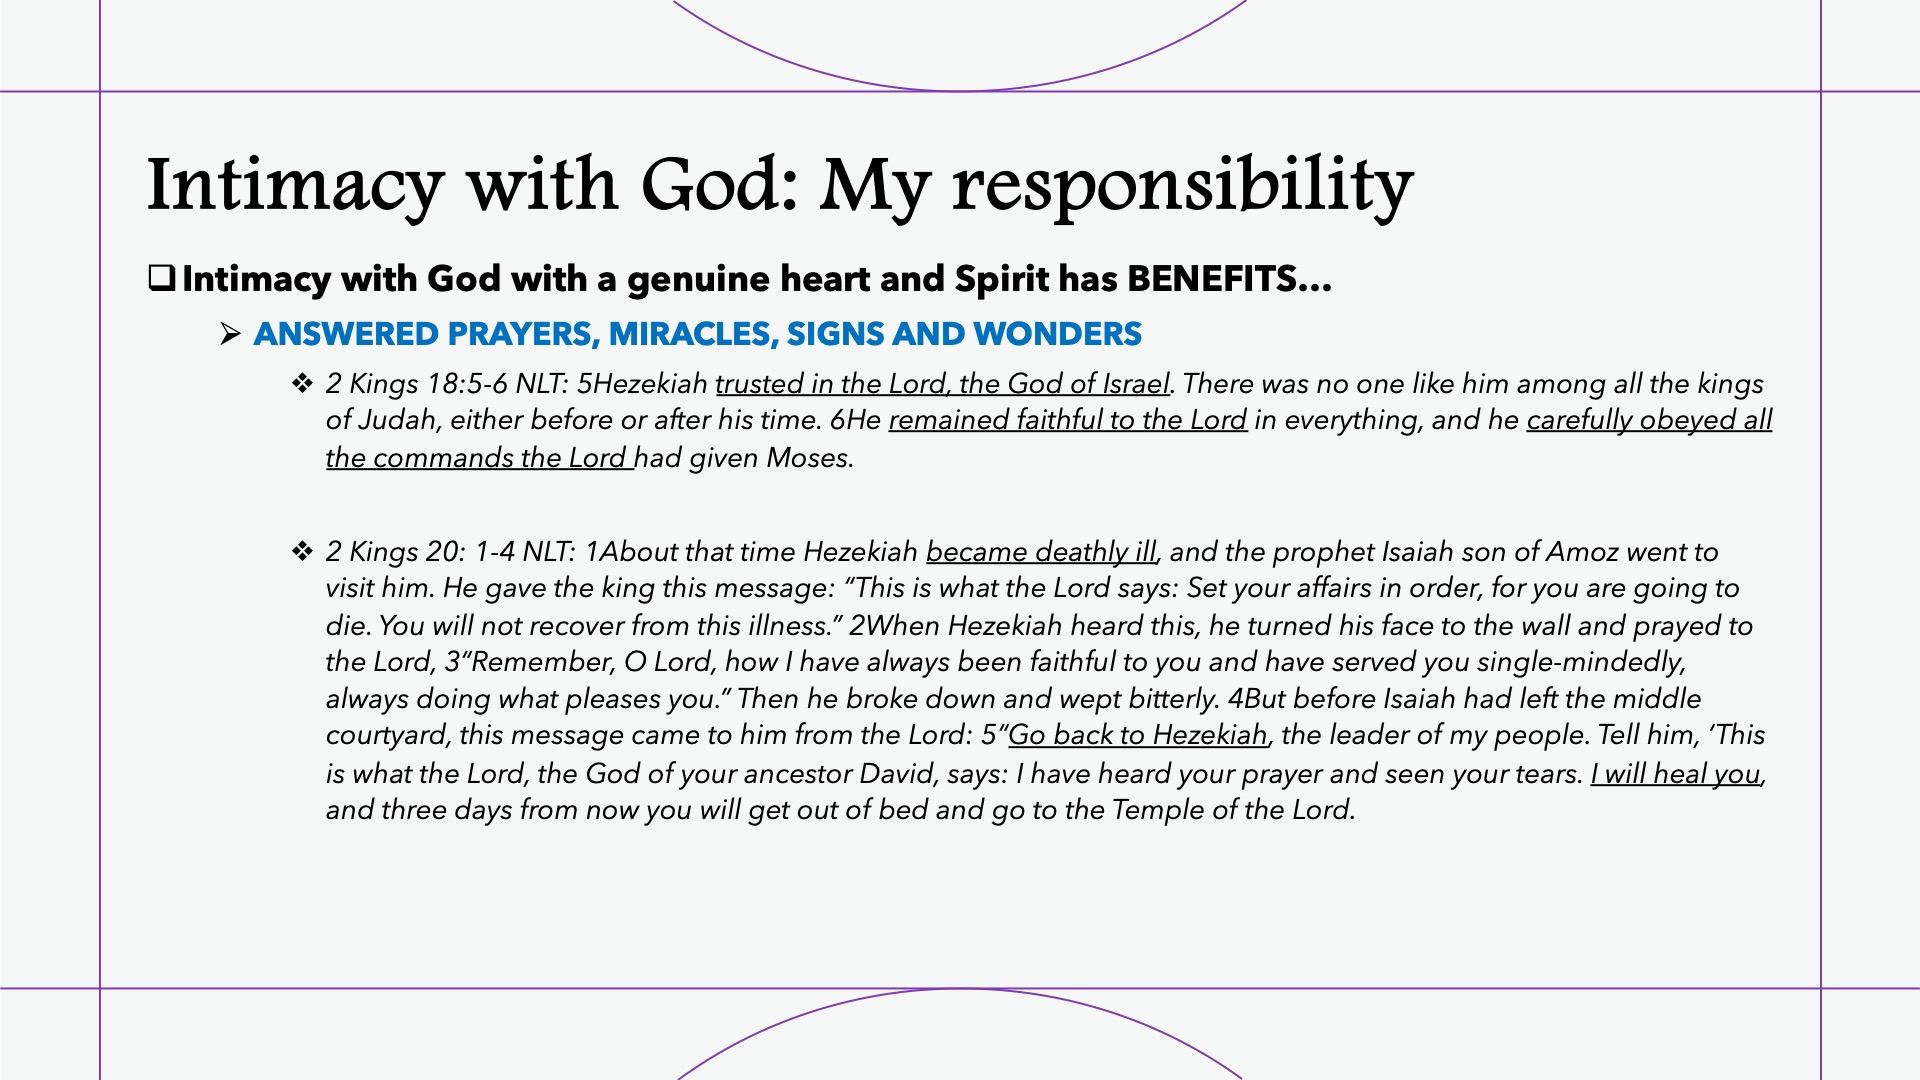 Intimacy with God: My responsibility
❑Intimacy with God with a genuine heart and Spirit has BENEFITS…
➢ ANSWERED PRAYERS, MIRACLES, SIGNS AND WONDERS
❖ 2 Kings 18:5-6 NLT: 5Hezekiah trusted in the Lord, the God of Israel. There was no one like him among all the kings
of Judah, either before or after his time. 6He remained faithful to the Lord in everything, and he carefully obeyed all
the commands the Lord had given Moses.
❖ 2 Kings 20: 1-4 NLT: 1About that time Hezekiah became deathly ill, and the prophet Isaiah son of Amoz went to
visit him. He gave the king this message: “This is what the Lord says: Set your affairs in order, for you are going to
die. You will not recover from this illness.” 2When Hezekiah heard this, he turned his face to the wall and prayed to
the Lord, 3“Remember, O Lord, how I have always been faithful to you and have served you single-mindedly,
always doing what pleases you.” Then he broke down and wept bitterly. 4But before Isaiah had left the middle
courtyard, this message came to him from the Lord: 5“Go back to Hezekiah, the leader of my people. Tell him, ‘This
is what the Lord, the God of your ancestor David, says: I have heard your prayer and seen your tears. I will heal you,
and three days from now you will get out of bed and go to the Temple of the Lord.